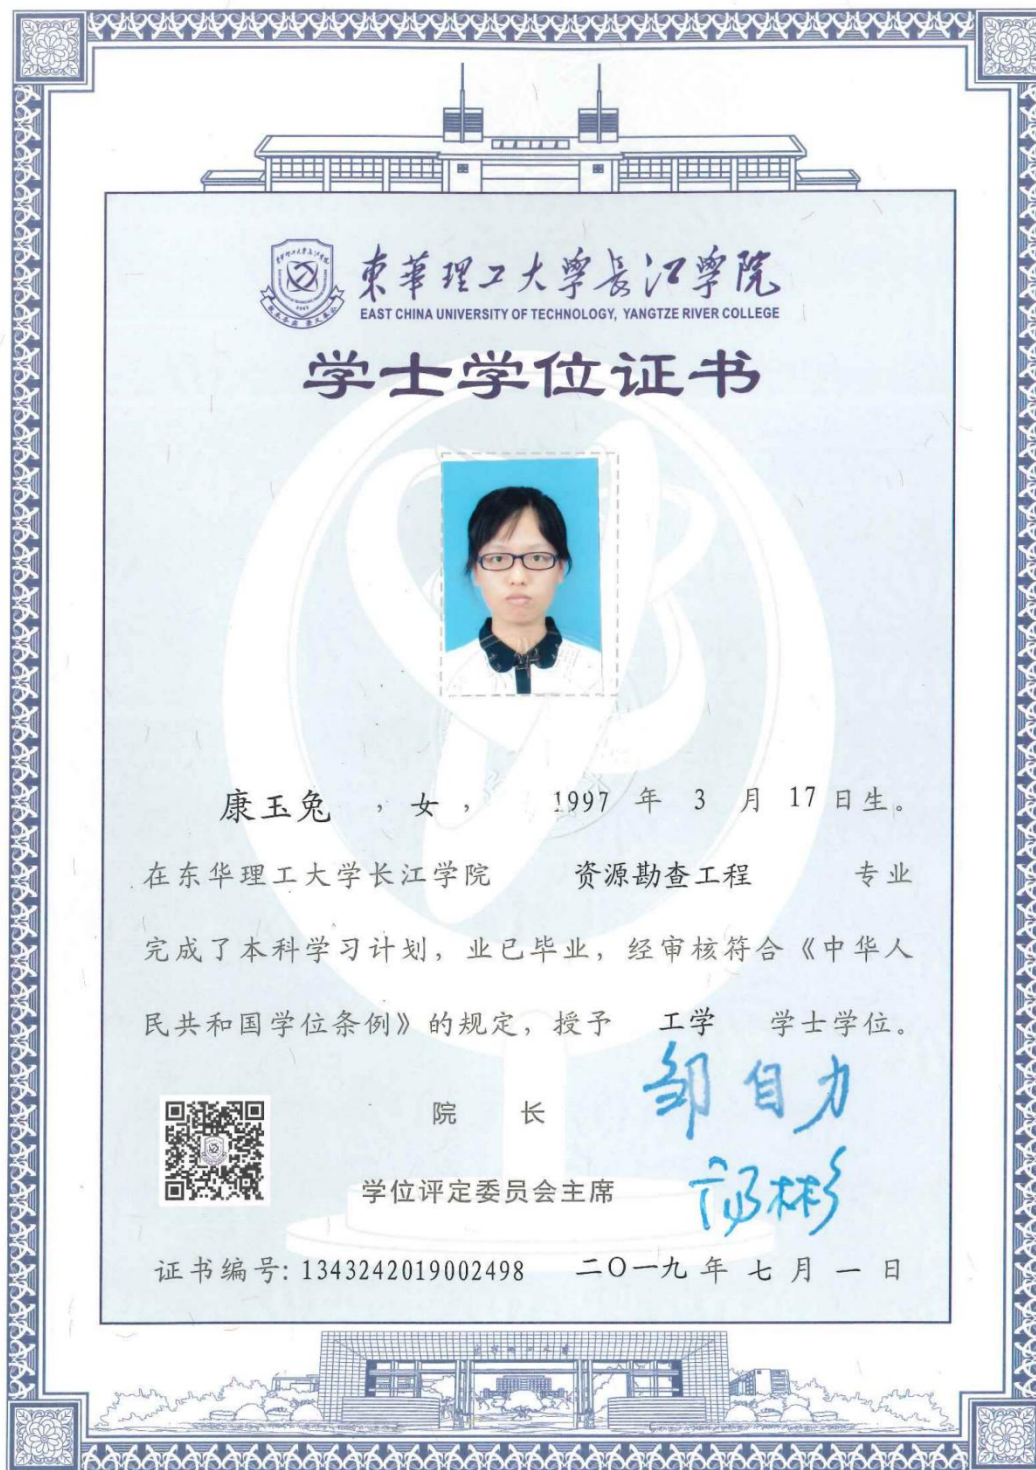 東華理工大學長江學院
EAST CHINA UNIVERSITY OF TECHNOLOGY, YANGTZE RIVER COLLEGE
学士学位证书
康玉兔 ，女， 1997 年 3 月 17 日生。
在东华理工大学长江学院 资源勘查工程 专业
完成了本科学习计划，业已毕业，经审核符合《中华人
民共和国学位条例》的规定，授予 工学 学士学位。
院 长 邹自力
学位评定委员会主席
证书编号: 1343242019002498 二〇一九年七月一日